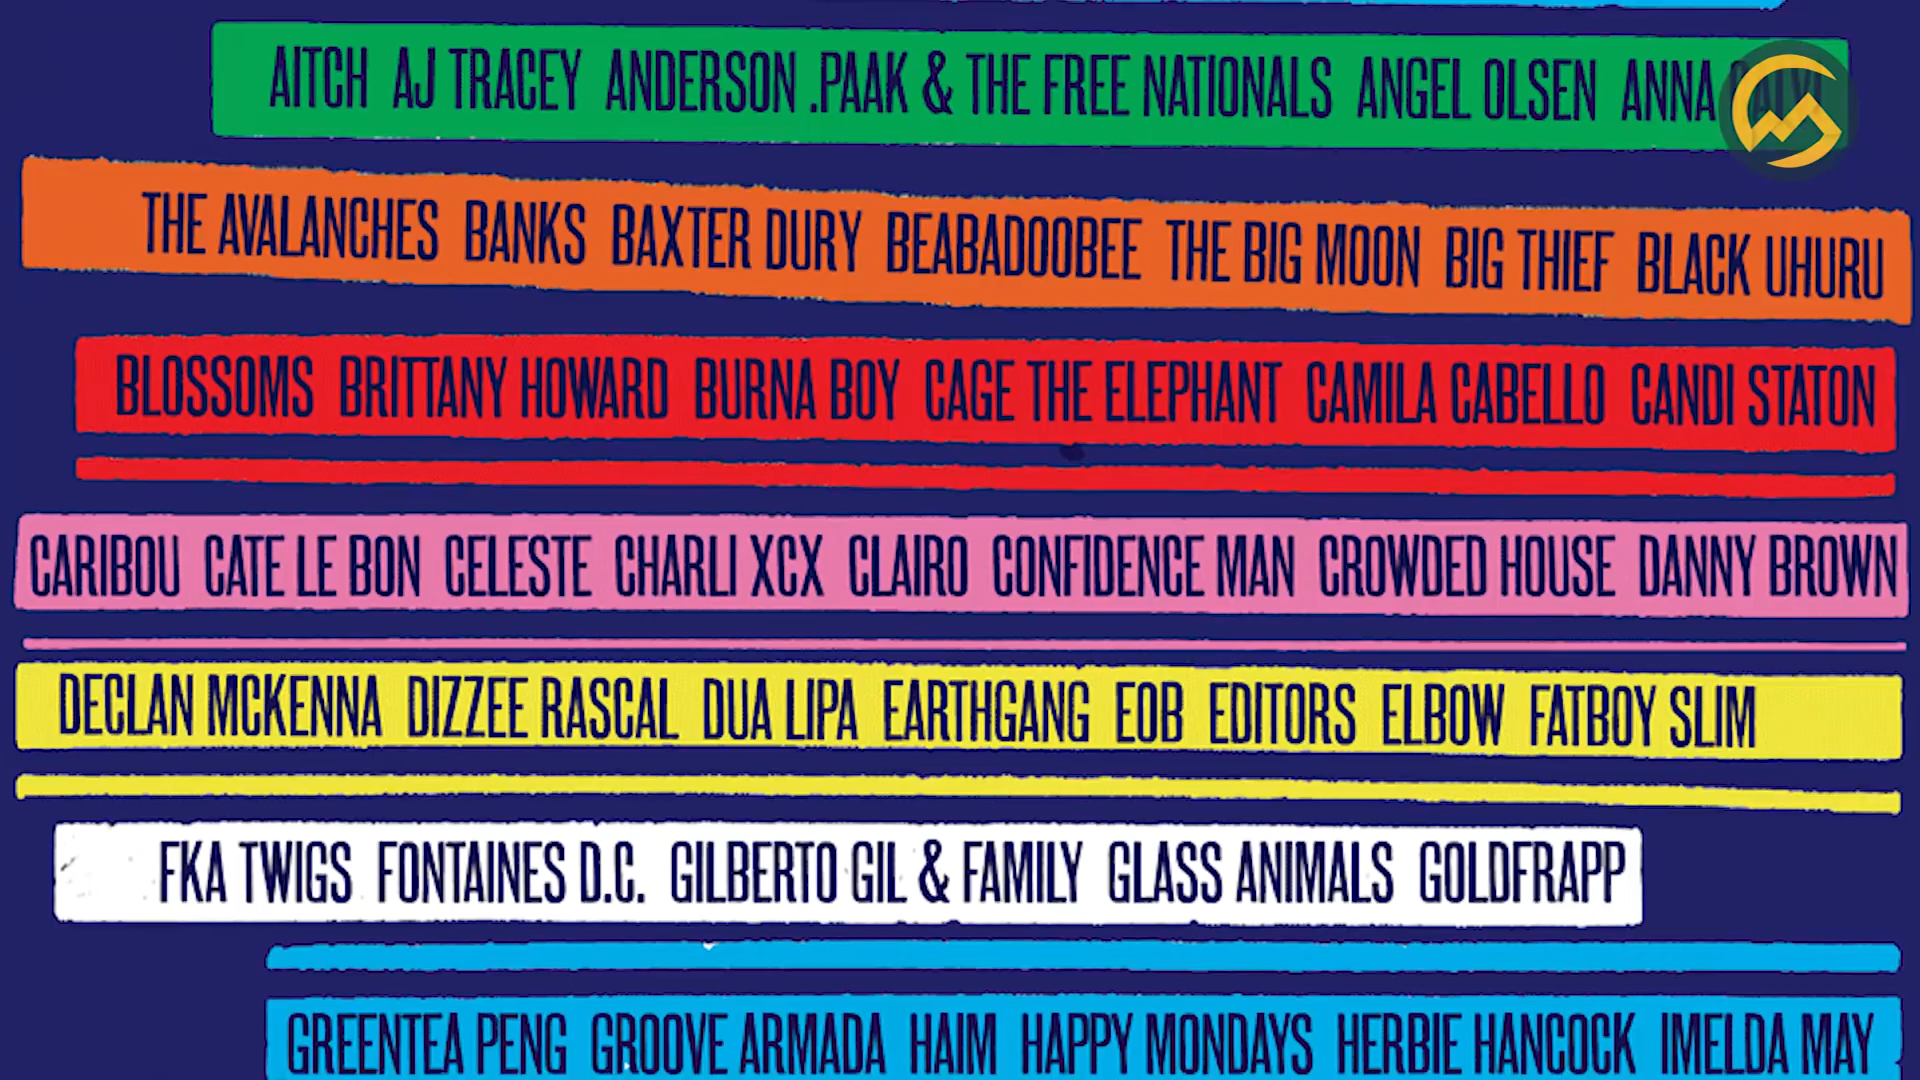 AITCH AJ TRACEY ANDERSON .PAAK & THE FREE NATIONALS ANGEL OLSEN ANNA
THE AVALANCHES BANKS BAXTER DURY BEABADOOBEE THE BIG MOON BIG THIEF BLACK UHURU
BLOSSOMS BRITTANY HOWARD BURNA BOY CAGE THE ELEPHANT CAMILA CABELLO CANDI STATON
CARIBOU CATE LE BON CELESTE CHARLI XCX CLAIRO CONFIDENCE MAN CROWDED HOUSE DANNY BROWN
DECLAN MCKENNA DIZZEE RASCAL DUA LIPA EARTHGANG EOB EDITORS ELBOW FATBOY SLIM
FKA TWIGS FONTAINES D.C. GILBERTO GIL & FAMILY GLASS ANIMALS GOLDFRAPP
GREENTEA PENG GROOVE ARMADA HAIM HAPPY MONDAYS HERBIE HANCOCK IMELDA MAY